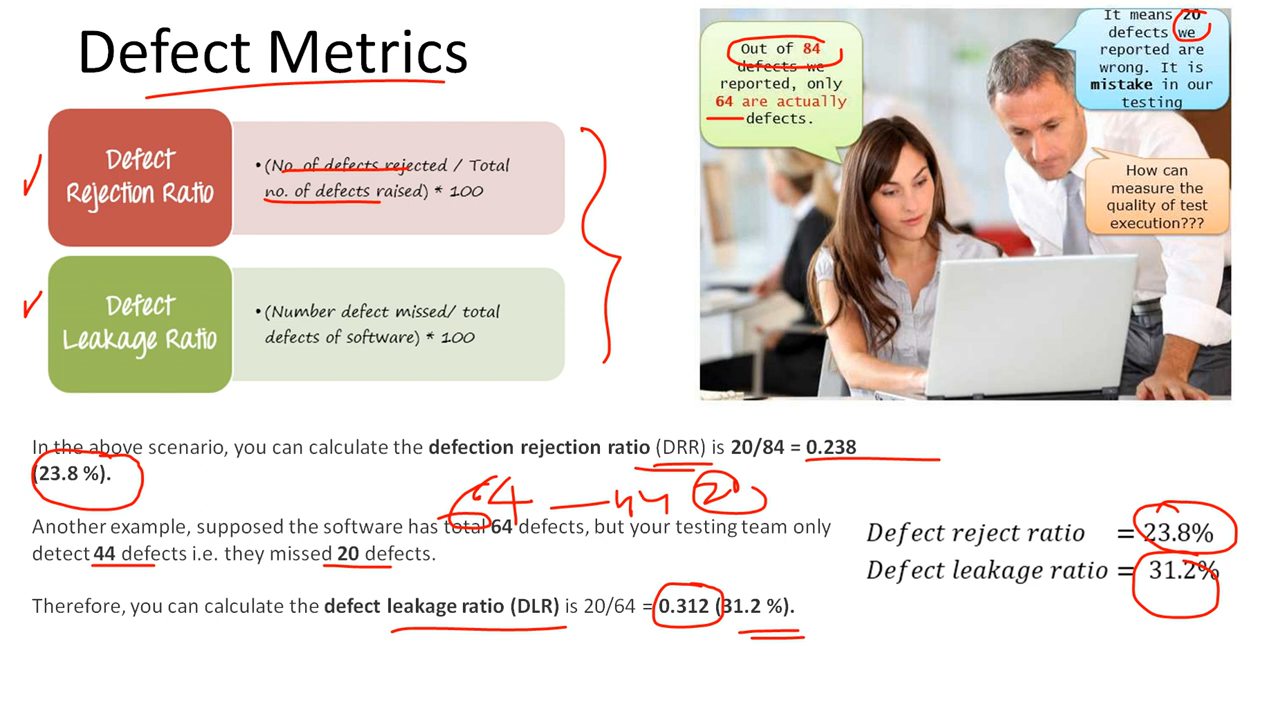 Defect Metrics
Defect
Rejection Ratio
• (No. of defects rejected / Total
no. of defects raised) * 100
Defect
Leakage Ratio
• (Number defect missed/ total
defects of software) * 100
Out of 84
defects we
reported, only
64 are actually
defects.
It means 20
defects we
reported are
wrong. It is
mistake in our
testing
How can
measure the
quality of test
execution???
In the above scenario, you can calculate the defection rejection ratio (DRR) is 20/84 = 0.238
(23.8 %).
64 — 44 20
Another example, supposed the software has total 64 defects, but your testing team only
detect 44 defects i.e. they missed 20 defects.
Therefore, you can calculate the defect leakage ratio (DLR) is 20/64 = 0.312 (31.2 %).
Defect reject ratio = 23.8%
Defect leakage ratio = 31.2%